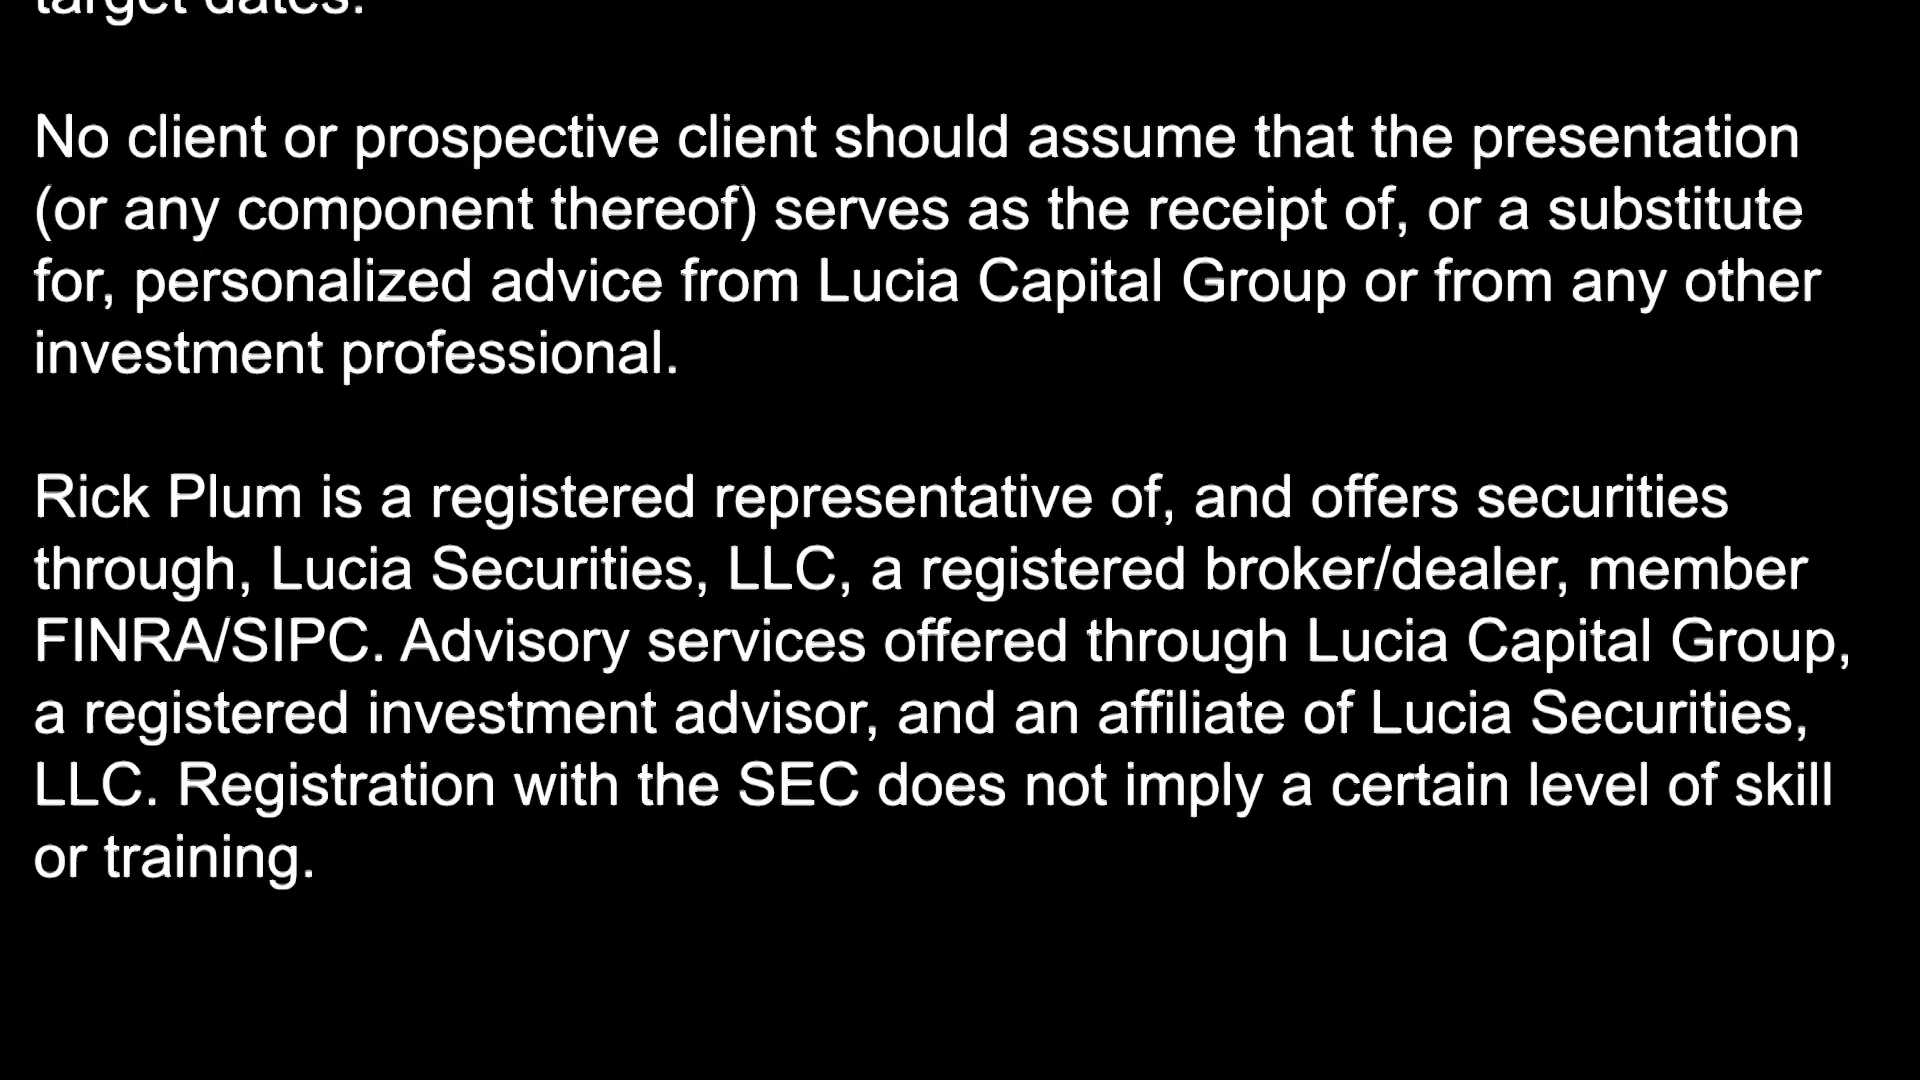 target dates.
No client or prospective client should assume that the presentation
(or any component thereof) serves as the receipt of, or a substitute
for, personalized advice from Lucia Capital Group or from any other
investment professional.
Rick Plum is a registered representative of, and offers securities
through, Lucia Securities, LLC, a registered broker/dealer, member
FINRA/SIPC. Advisory services offered through Lucia Capital Group,
a registered investment advisor, and an affiliate of Lucia Securities,
LLC. Registration with the SEC does not imply a certain level of skill
or training.